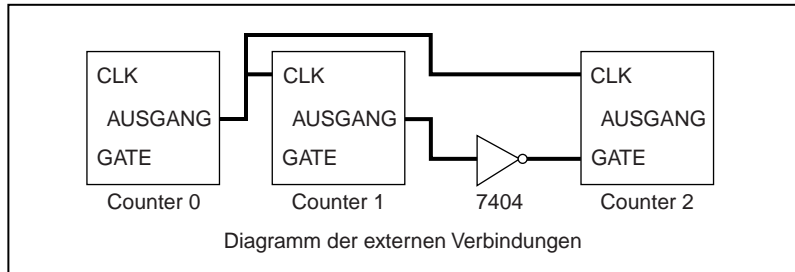 CLK
AUSGANG
GATE
Counter 0
CLK
AUSGANG
GATE
Counter 1
7404
CLK
AUSGANG
GATE
Counter 2
Diagramm der externen Verbindungen